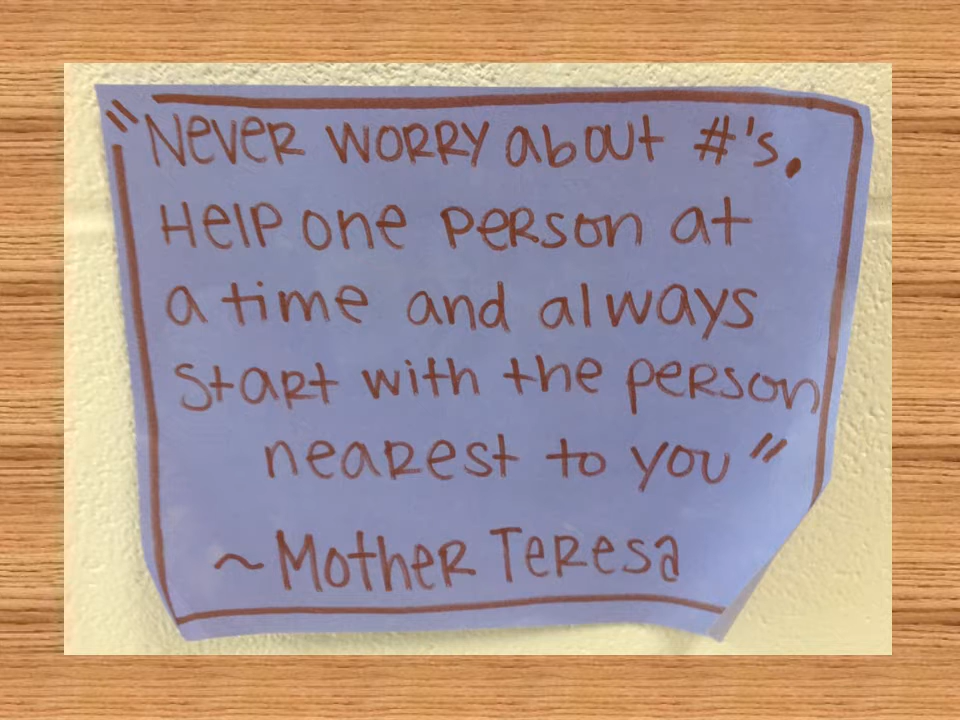 "Never worry about #'s.
Help one person at
a time and always
start with the person
nearest to you"
~Mother Teresa